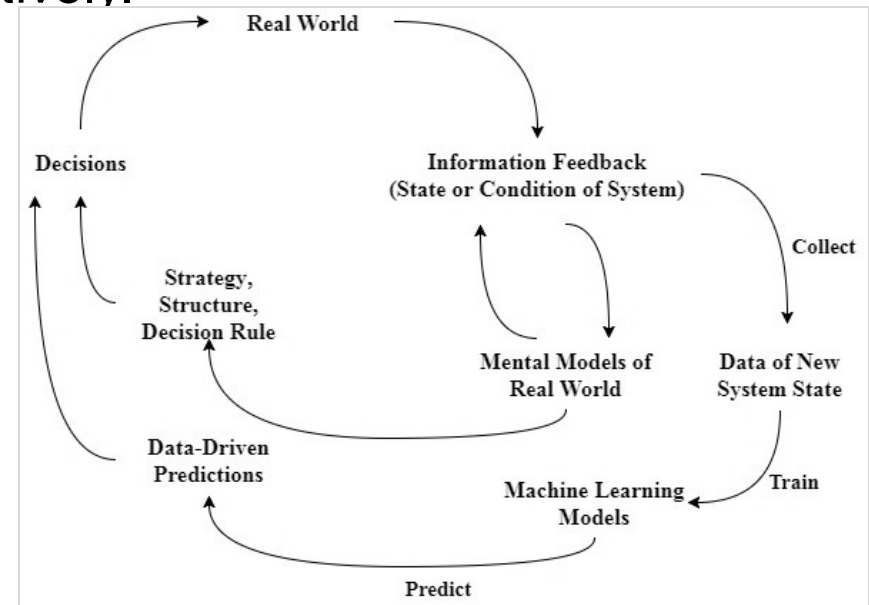 Real World
Decisions
Information Feedback
(State or Condition of System)
Collect
Strategy,
Structure,
Decision Rule
Mental Models of
Real World
Data of New
System State
Data-Driven
Predictions
Machine Learning
Models
Train
Predict